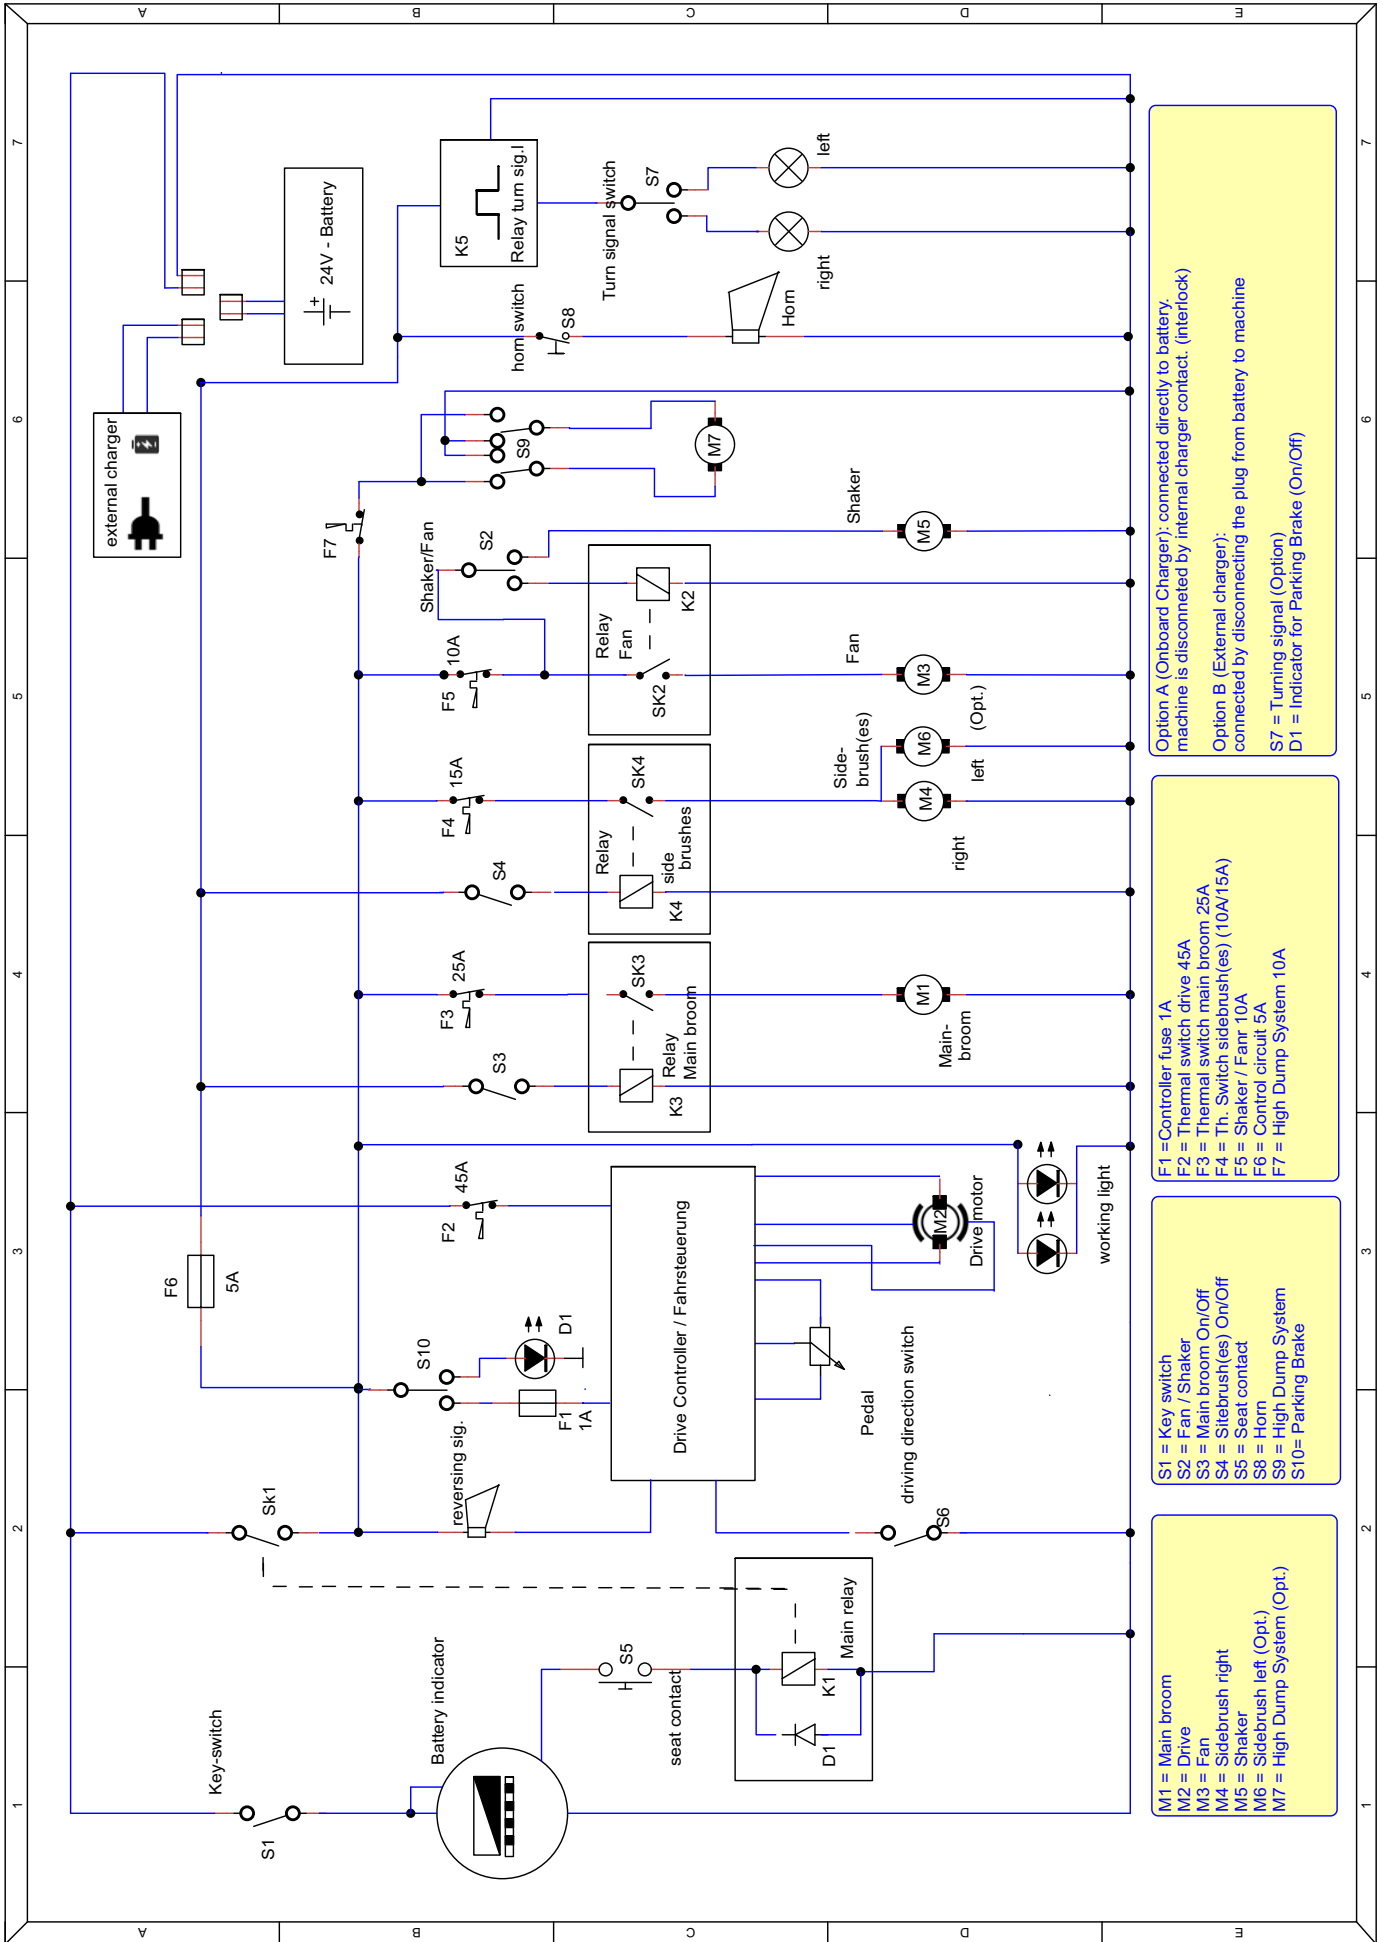 1
2
3
4
5
6
7
A
A
external charger
24V - Battery
+
Key-switch
S1
Sk1
F6
5A
F7
B
B
Battery indicator
reversing sig.
S10
F1
1A
D1
F2
45A
S3
F3
25A
S4
F4
15A
F5
10A
Shaker/Fan
S2
S9
horn switch
S8
K5
Relay turn sig.l
Turn signal switch
S7
C
C
seat contact
S5
D1
K1
Main relay
Drive Controller / Fahrsteuerung
K3
Relay
Main broom
SK3
K4
Relay
side
brushes
SK4
SK2
Relay
Fan
K2
M7
Horn
right
left
D
D
driving direction switch
S6
Pedal
M2
Drive motor
Main-
broom
M1
Side-
brush(es)
M4
M6
right
left
(Opt.)
Fan
M3
Shaker
M5
working light
E
E
M1 = Main broom
M2 = Drive
M3 = Fan
M4 = Sidebrush right
M5 = Shaker
M6 = Sidebrush left (Opt.)
M7 = High Dump System (Opt.)
S1 = Key switch
S2 = Fan / Shaker
S3 = Main broom On/Off
S4 = Sitebrush(es) On/Off
S5 = Seat contact
S8 = Horn
S9 = High Dump System
S10= Parking Brake
F1 =Controller fuse 1A
F2 = Thermal switch drive 45A
F3 = Thermal switch main broom 25A
F4 = Th. Switch sidebrush(es) (10A/15A)
F5 = Shaker / Fanr 10A
F6 = Control circuit 5A
F7 = High Dump System 10A
Option A (Onboard Charger): connected directly to battery.
machine is disconneted by internal charger contact. (interlock)
Option B (External charger):
connected by disconnecting the plug from battery to machine
S7 = Turning signal (Option)
D1 = Indicator for Parking Brake (On/Off)
1
2
3
4
5
6
7